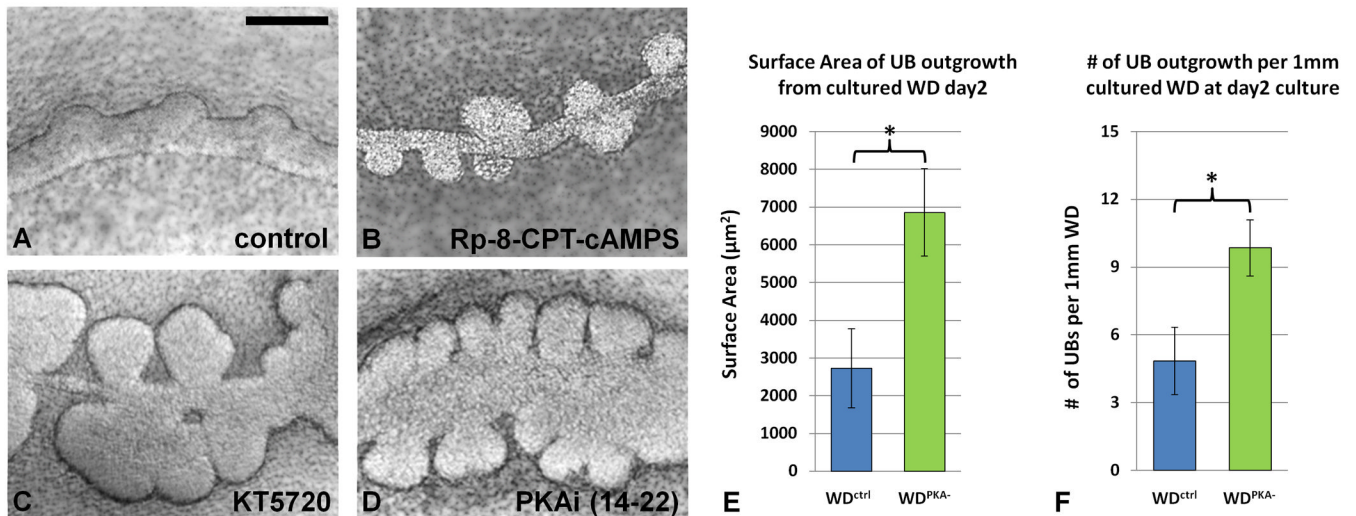 A
control
B
Rp-8-CPT-cAMPS
C
KT5720
D
PKAi (14-22)
Surface Area of UB outgrowth
from cultured WD day2
Surface Area (µm²)
9000
8000
7000
6000
5000
4000
3000
2000
1000
0
*
WDctrl
WDPKA-
E
# of UB outgrowth per 1mm
cultured WD at day2 culture
# of UBs per 1mm WD
15
12
9
6
3
0
*
WDctrl
WDPKA-
F